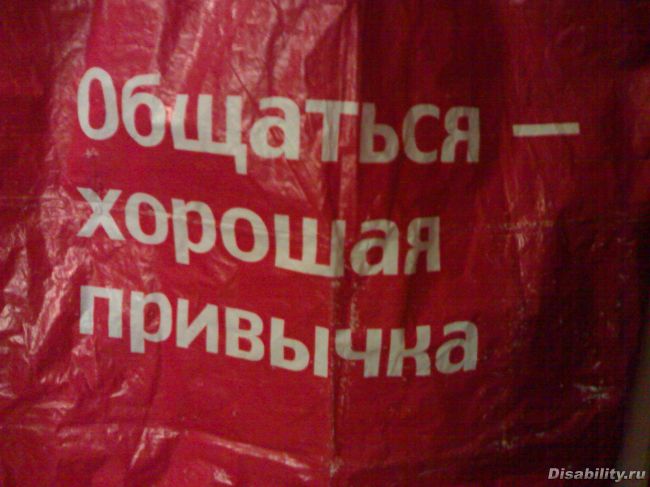 Общаться —
хорошая
привычка
Disability.ru